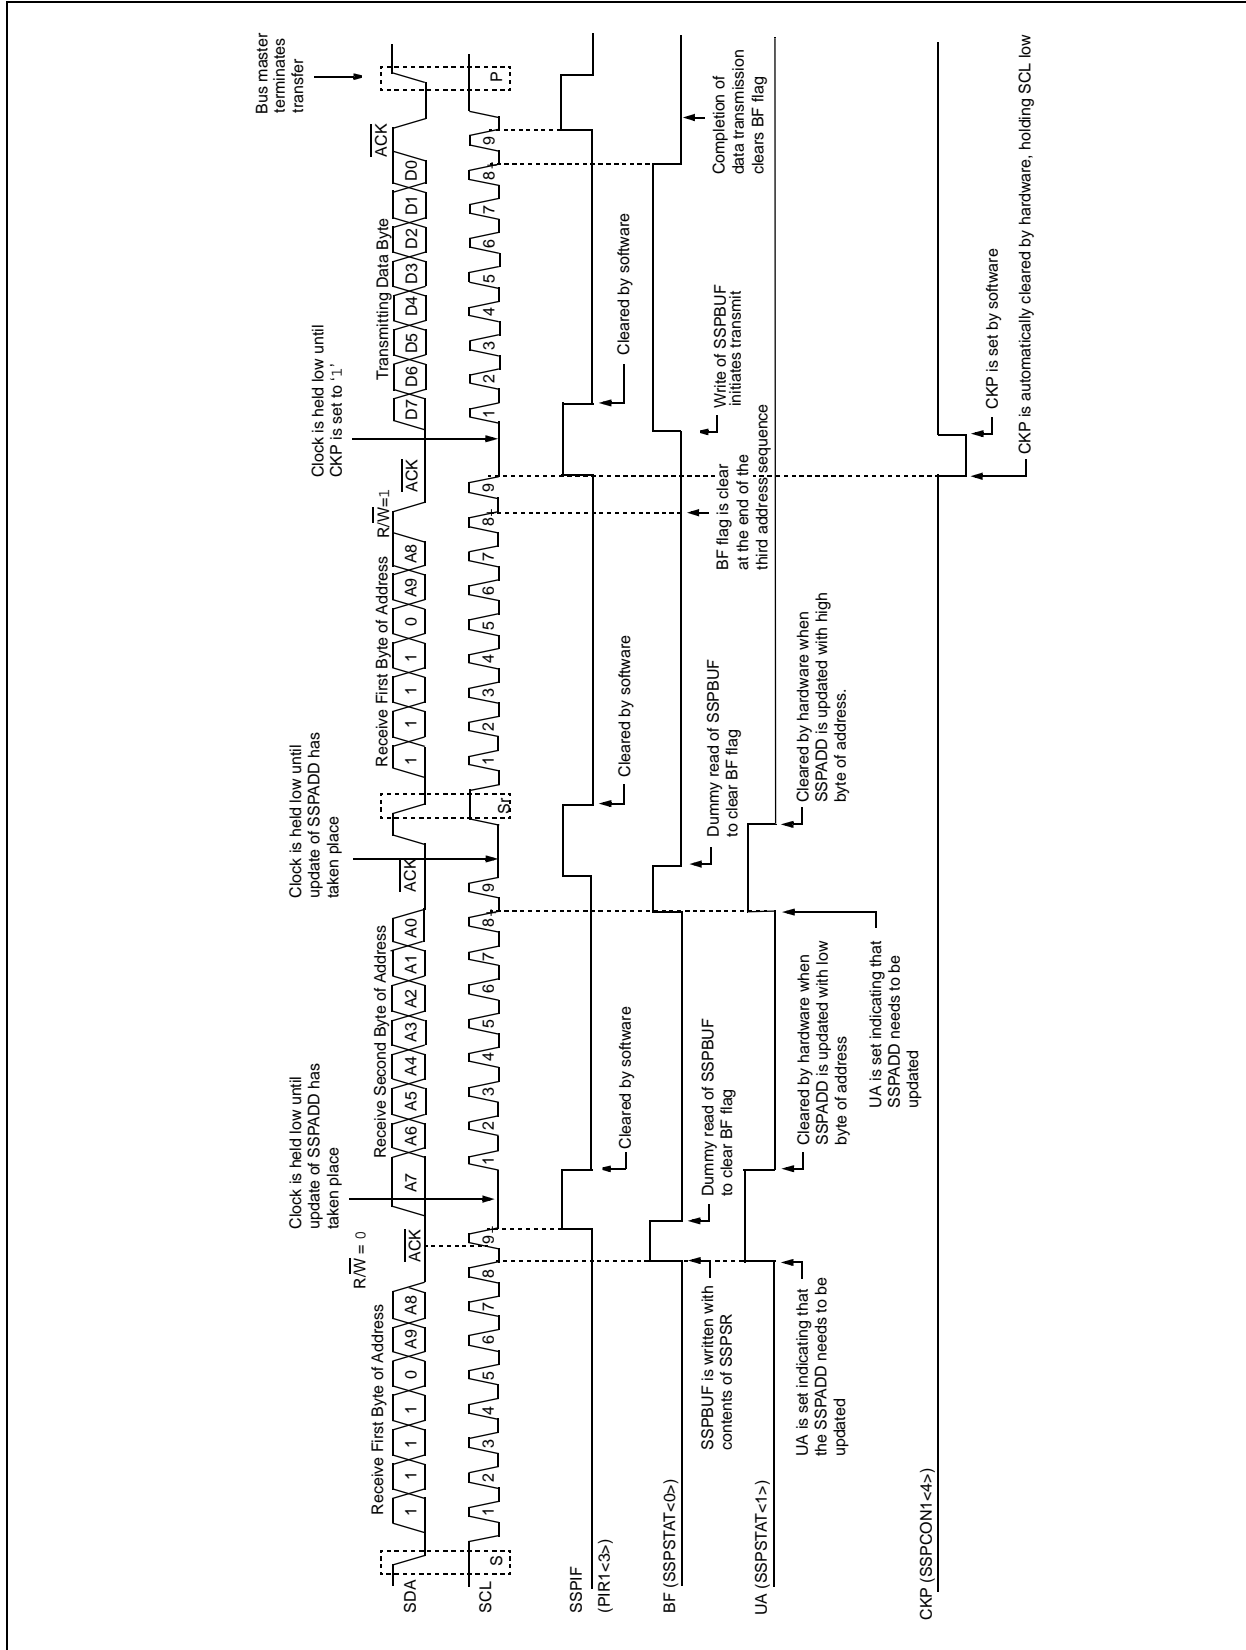 Bus master
terminates
transfer
Clock is held low until
CKP is set to ‘1’
Clock is held low until
update of SSPADD has
taken place
Clock is held low until
update of SSPADD has
taken place
R/W = 0
R/W=1
Receive First Byte of Address
ACK
Receive Second Byte of Address
ACK
Receive First Byte of Address
ACK
Transmitting Data Byte
ACK
SDA
1 1 1 1 0 A9 A8
A7 A6 A5 A4 A3 A2 A1 A0
1 1 1 1 0 A9 A8
D7 D6 D5 D4 D3 D2 D1 D0
SCL
S
1 2 3 4 5 6 7 8 9
1 2 3 4 5 6 7 8 9
Sr
1 2 3 4 5 6 7 8 9
1 2 3 4 5 6 7 8 9
P
SSPIF
(PIR1<3>)
Cleared by software
Cleared by software
Cleared by software
BF (SSPSTAT<0>)
SSPBUF is written with
contents of SSPSR
Dummy read of SSPBUF
to clear BF flag
Dummy read of SSPBUF
to clear BF flag
BF flag is clear
at the end of the
third address sequence
Write of SSPBUF
initiates transmit
Completion of
data transmission
clears BF flag
UA (SSPSTAT<1>)
UA is set indicating that
the SSPADD needs to be
updated
Cleared by hardware when
SSPADD is updated with low
byte of address
UA is set indicating that
SSPADD needs to be
updated
Cleared by hardware when
SSPADD is updated with high
byte of address.
CKP (SSPCON1<4>)
CKP is set by software
CKP is automatically cleared by hardware, holding SCL low